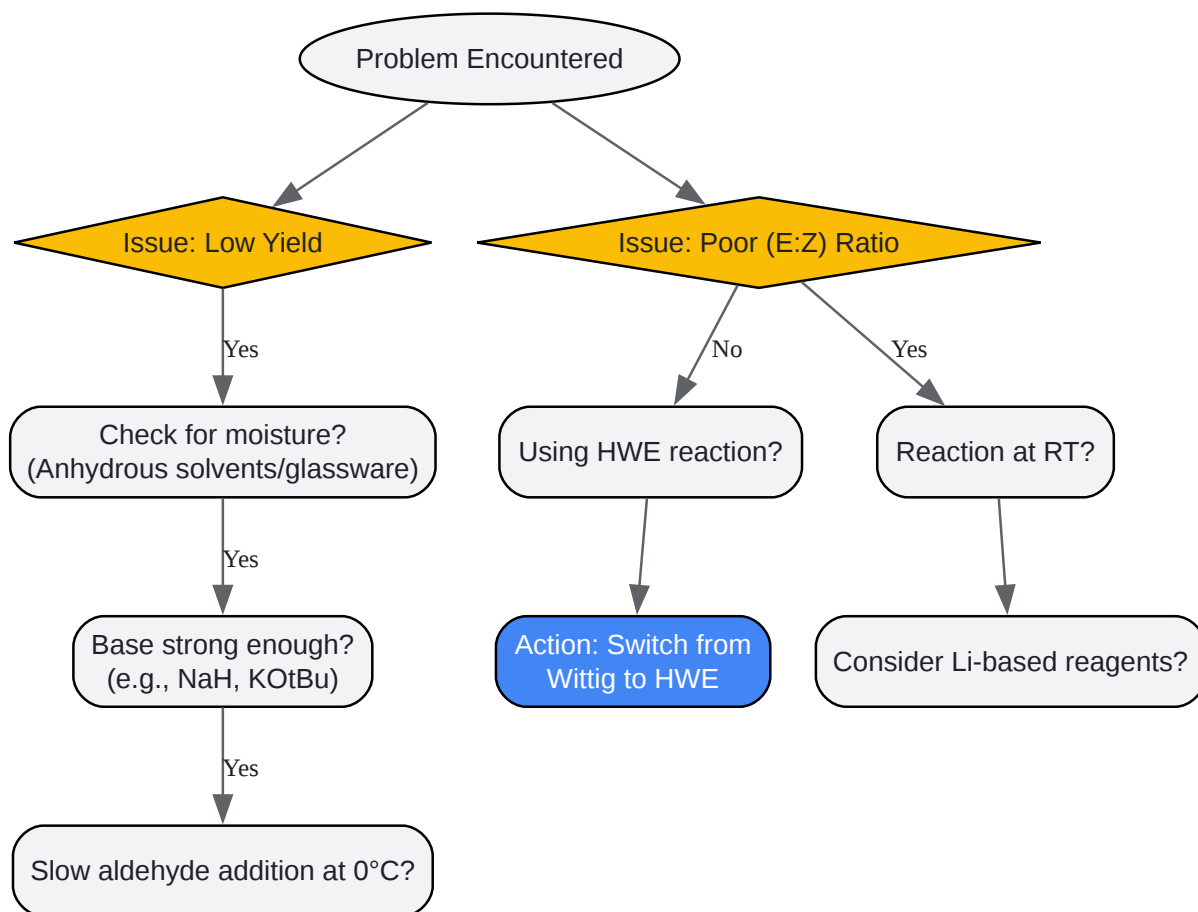 Problem Encountered
Issue: Low Yield
Issue: Poor (E:Z) Ratio
Yes
No
Yes
Check for moisture?
(Anhydrous solvents/glassware)
Using HWE reaction?
Reaction at RT?
Yes
Base strong enough?
(e.g., NaH, KOtBu)
Action: Switch from
Wittig to HWE
Consider Li-based reagents?
Yes
Slow aldehyde addition at 0°C?